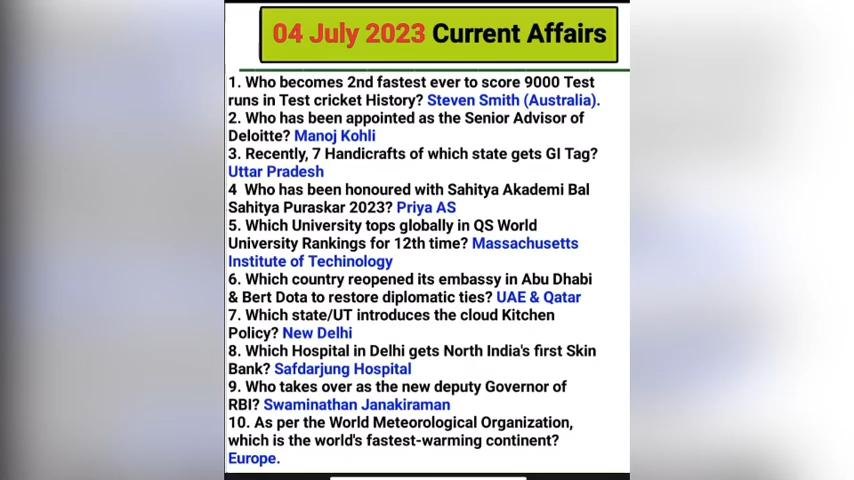 04 July 2023 Current Affairs
1. Who becomes 2nd fastest ever to score 9000 Test
runs in Test cricket History? Steven Smith (Australia).
2. Who has been appointed as the Senior Advisor of
Deloitte? Manoj Kohli
3. Recently, 7 Handicrafts of which state gets GI Tag?
Uttar Pradesh
4 Who has been honoured with Sahitya Akademi Bal
Sahitya Puraskar 2023? Priya AS
5. Which University tops globally in QS World
University Rankings for 12th time? Massachusetts
Institute of Techinology
6. Which country reopened its embassy in Abu Dhabi
& Bert Dota to restore diplomatic ties? UAE & Qatar
7. Which state/UT introduces the cloud Kitchen
Policy? New Delhi
8. Which Hospital in Delhi gets North India's first Skin
Bank? Safdarjung Hospital
9. Who takes over as the new deputy Governor of
RBI? Swaminathan Janakiraman
10. As per the World Meteorological Organization,
which is the world's fastest-warming continent?
Europe.